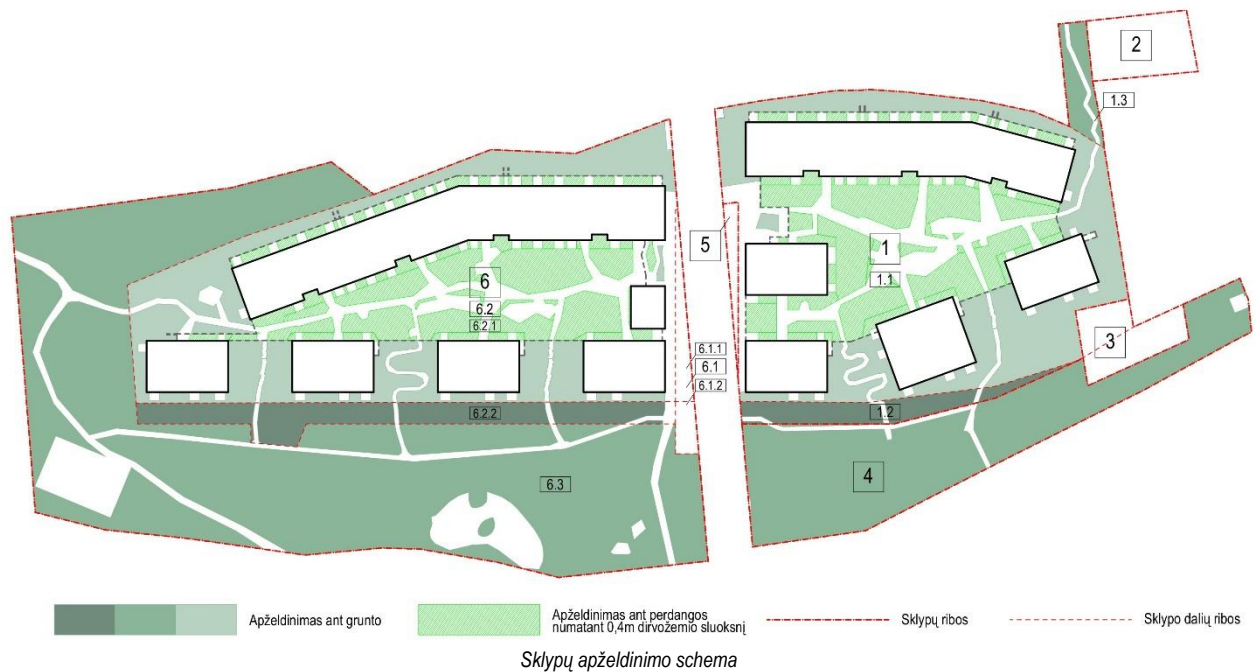 2
1.3
5
1
1.1
6
6.2
6.2.1
3
6.1.1
6.1
6.1.2
6.2.2
1.2
4
6.3
Apželdinimas ant grunto
Apželdinimas ant perdangos
numatant 0,4m dirvožemio sluoksnį
Sklypų ribos
Sklypo dalių ribos
Sklypų apželdinimo schema